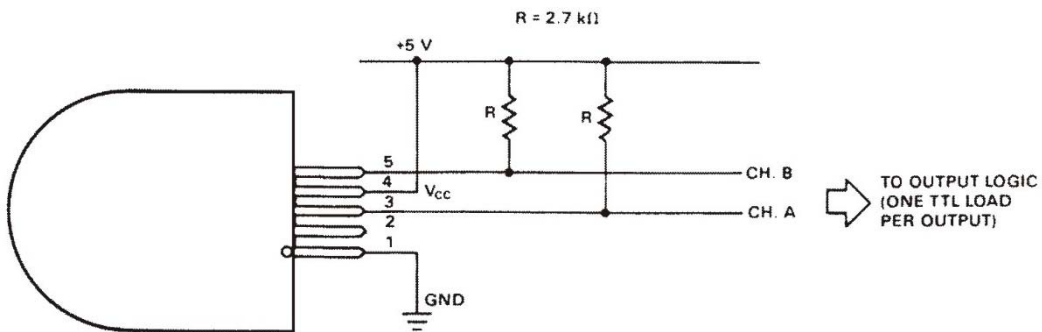 R = 2.7 kΩ
+5 V
R
R
5
CH. B
4
VCC
3
CH. A
2
1
GND
TO OUTPUT LOGIC
(ONE TTL LOAD
PER OUTPUT)